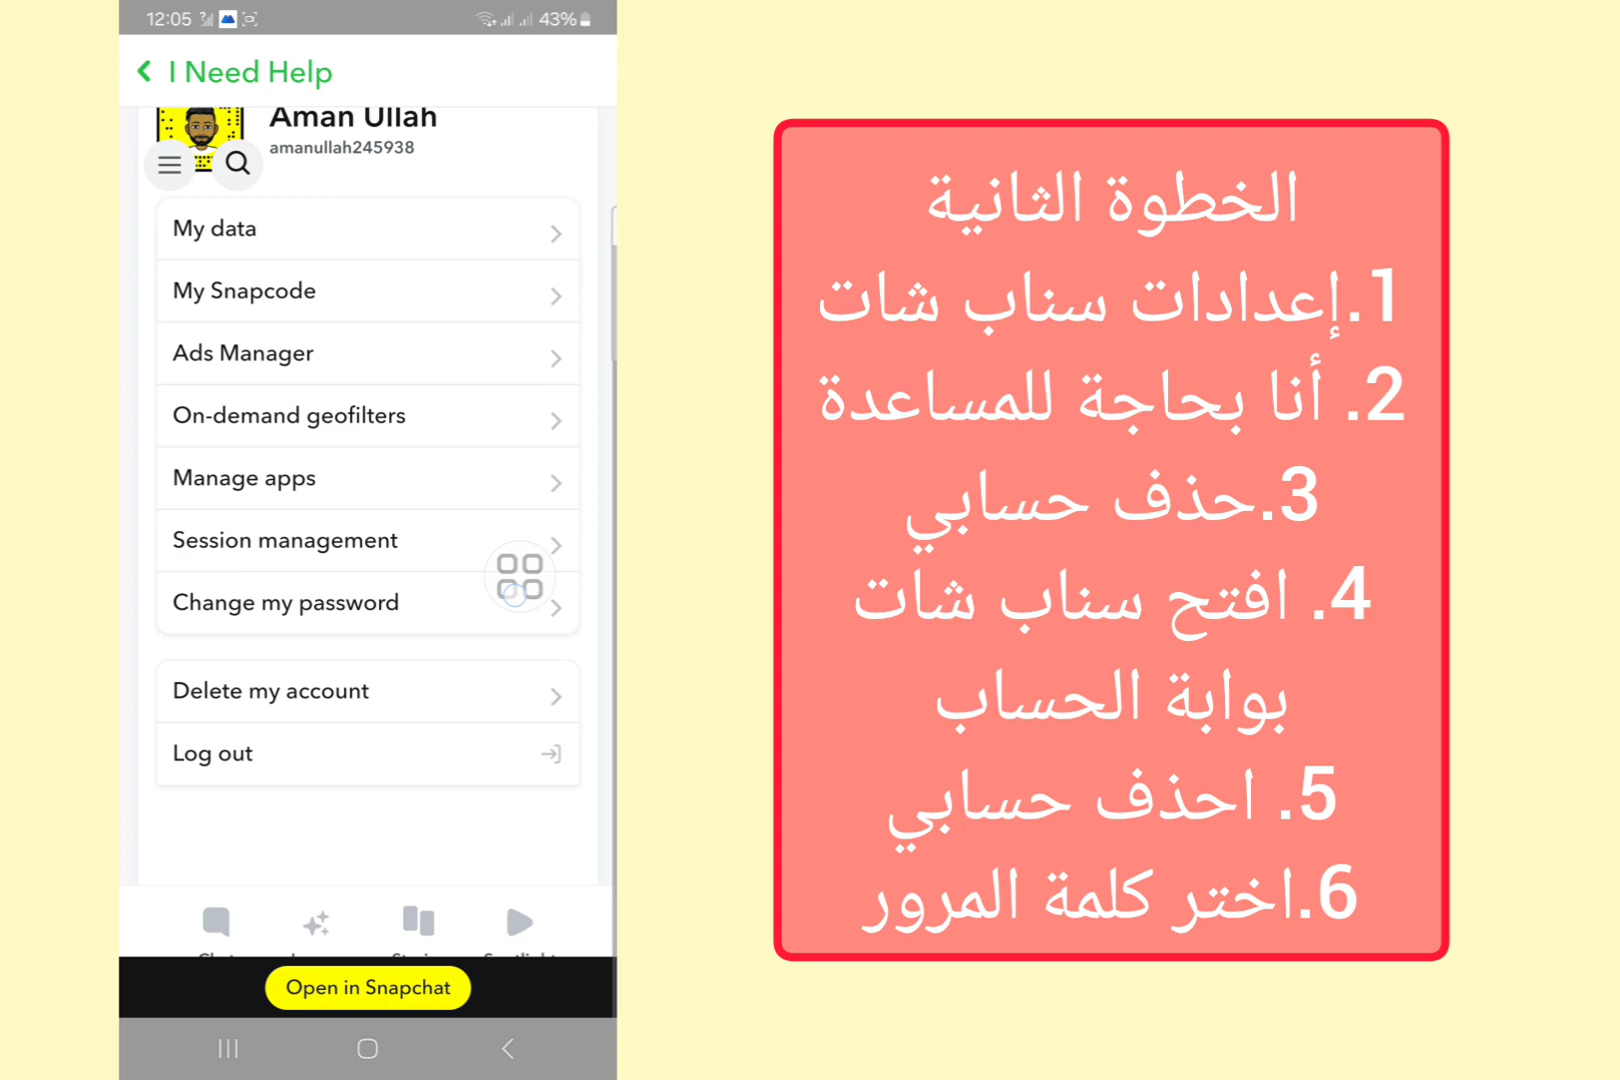 12:05
43%
I Need Help
Aman Ullah
amanullah245938
My data
My Snapcode
Ads Manager
On-demand geofilters
Manage apps
Session management
Change my password
Delete my account
Log out
Open in Snapchat
الخطوة الثانية
1.إعدادات سناب شات
2. أنا بحاجة للمساعدة
3.حذف حسابي
4. افتح سناب شات
بوابة الحساب
5. احذف حسابي
6.اختر كلمة المرور